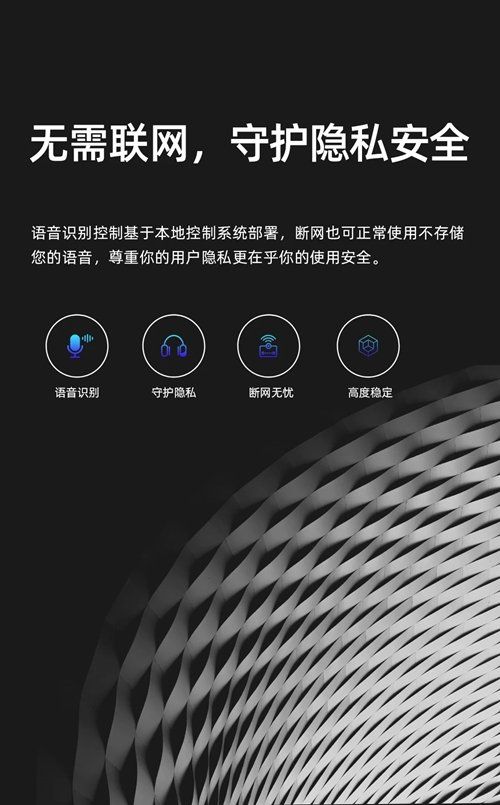 无需联网，守护隐私安全
语音识别控制基于本地控制系统部署，断网也可正常使用不存储
您的语音，尊重你的用户隐私更在乎你的使用安全。
语音识别
守护隐私
断网无忧
高度稳定